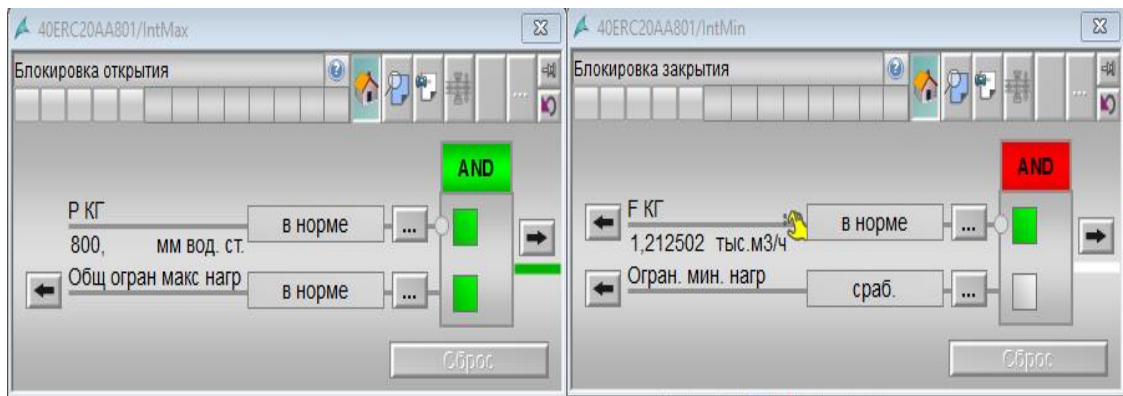 40ERC20AA801/IntMax
Блокировка открытия
...
AND
Р КГ
в норме
...
800, мм вод. ст.
Общ огран макс нагр
в норме
...
Сброс
40ERC20AA801/IntMin
Блокировка закрытия
...
AND
F КГ
в норме
...
1,212502 тыс.м3/ч
Огран. мин. нагр
сраб.
...
Сброс